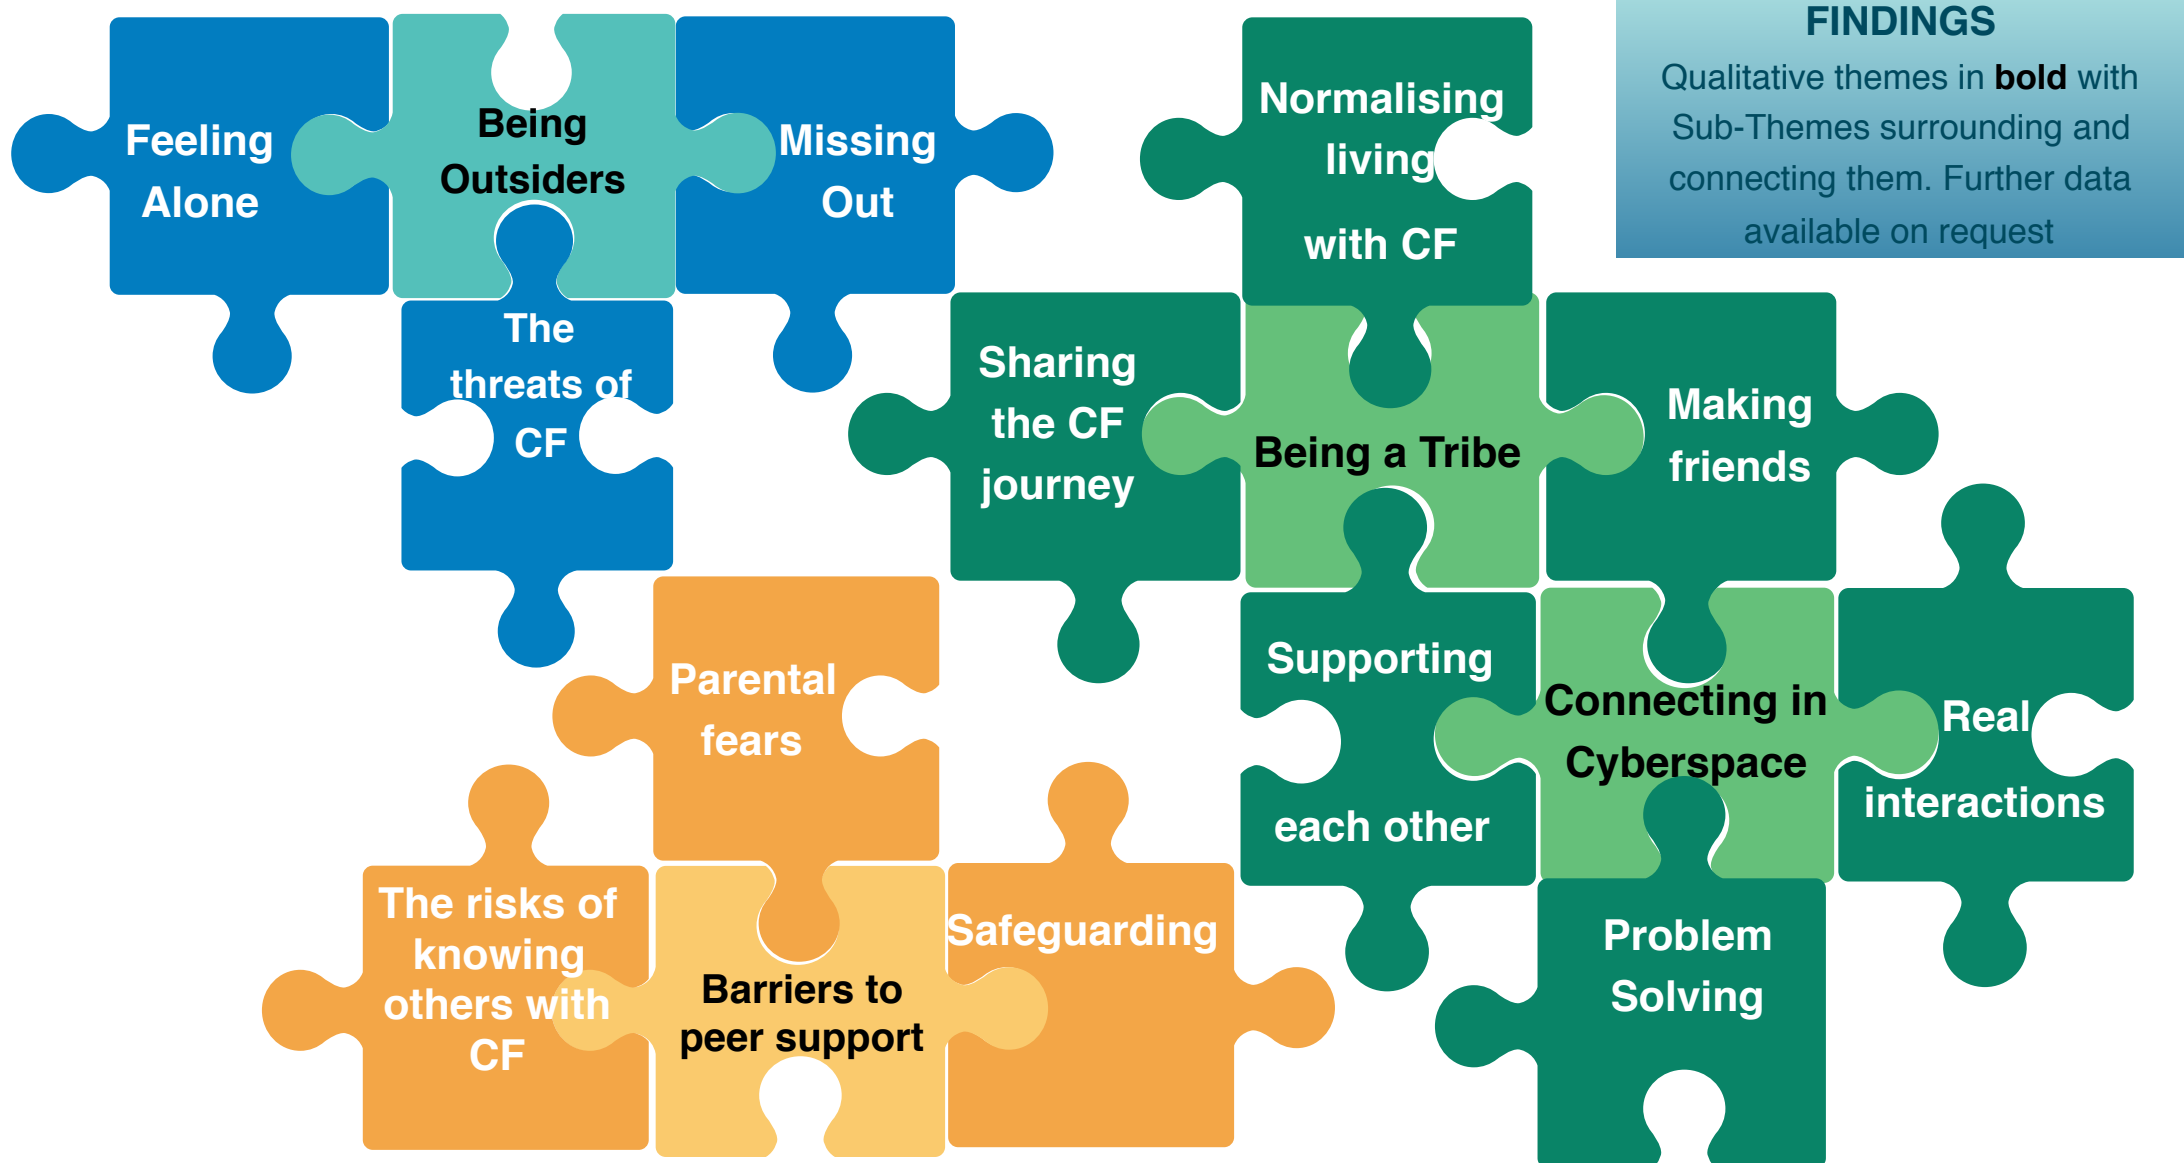 FINDINGS
Qualitative themes in bold with
Sub-Themes surrounding and
connecting them. Further data
available on request
Feeling
Alone
Being
Outsiders
Missing
Out
The
threats of
CF
Normalising
living
with CF
Sharing
the CF
journey
Being a Tribe
Making
friends
Supporting
each other
Connecting in
Cyberspace
Real
interactions
Problem
Solving
Parental
fears
The risks of
knowing
others with
CF
Barriers to
peer support
Safeguarding